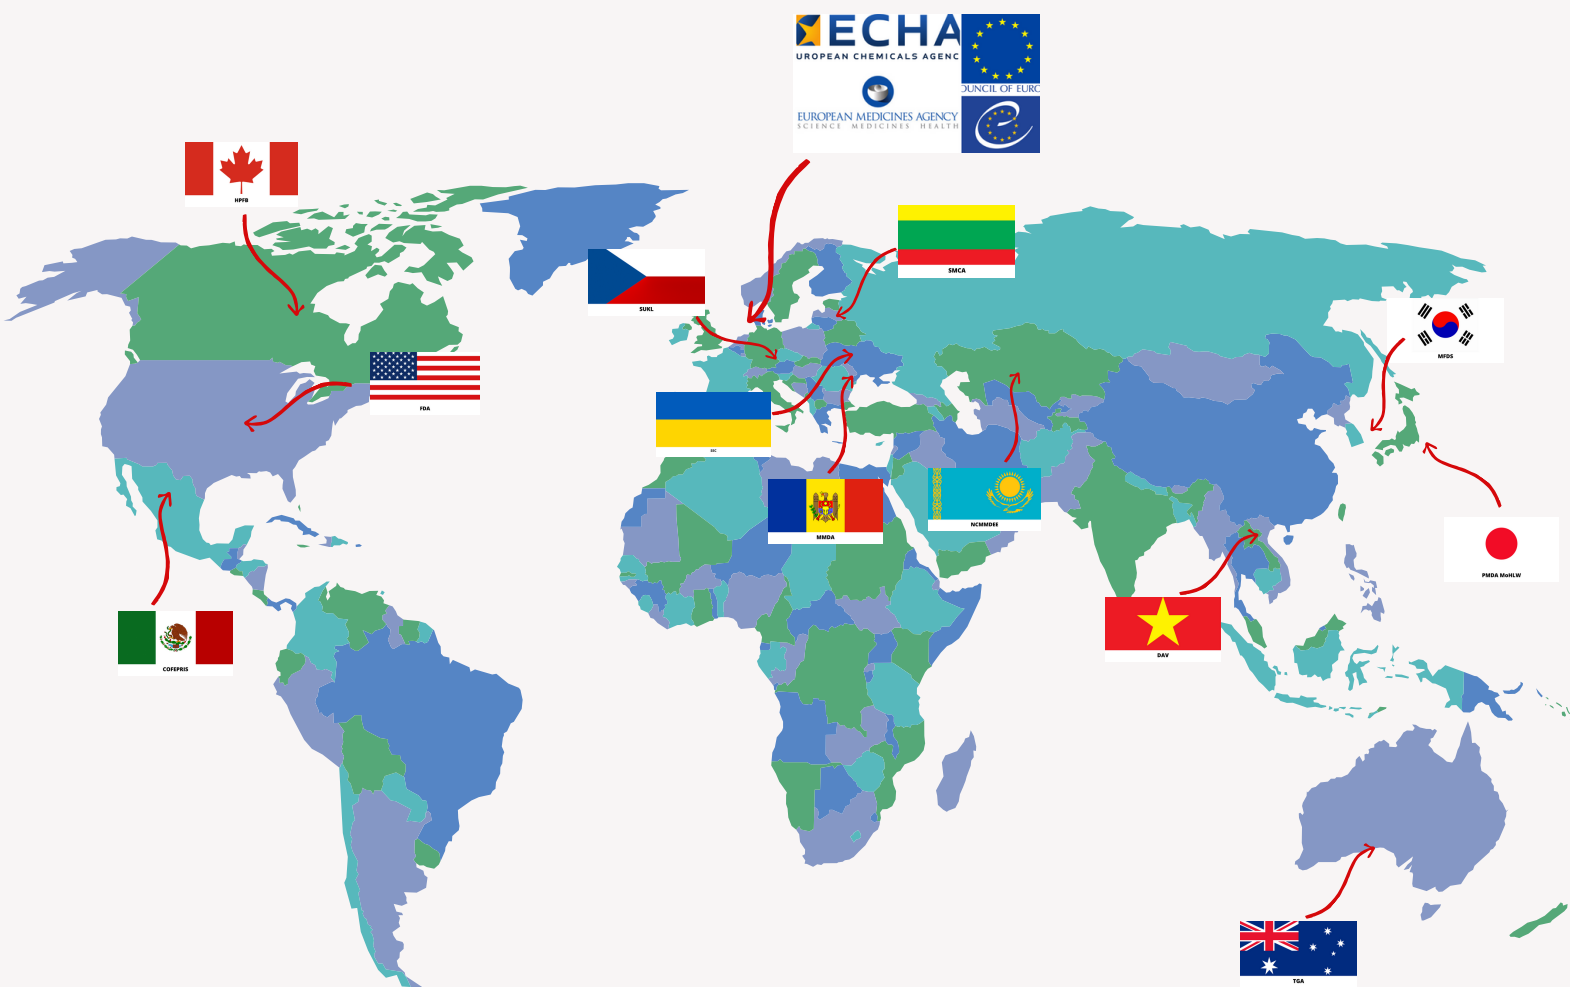 ECHA
UROPEAN CHEMICALS AGENC
EUROPEAN MEDICINES AGENCY
SCIENCE MEDICINES HEALTH
OUNCIL OF EURO
HPFB
SMCA
SUKL
MFDS
FDA
NCMMDEE
MMDA
PMDA MoHLW
DAV
COFEPRIS
TGA